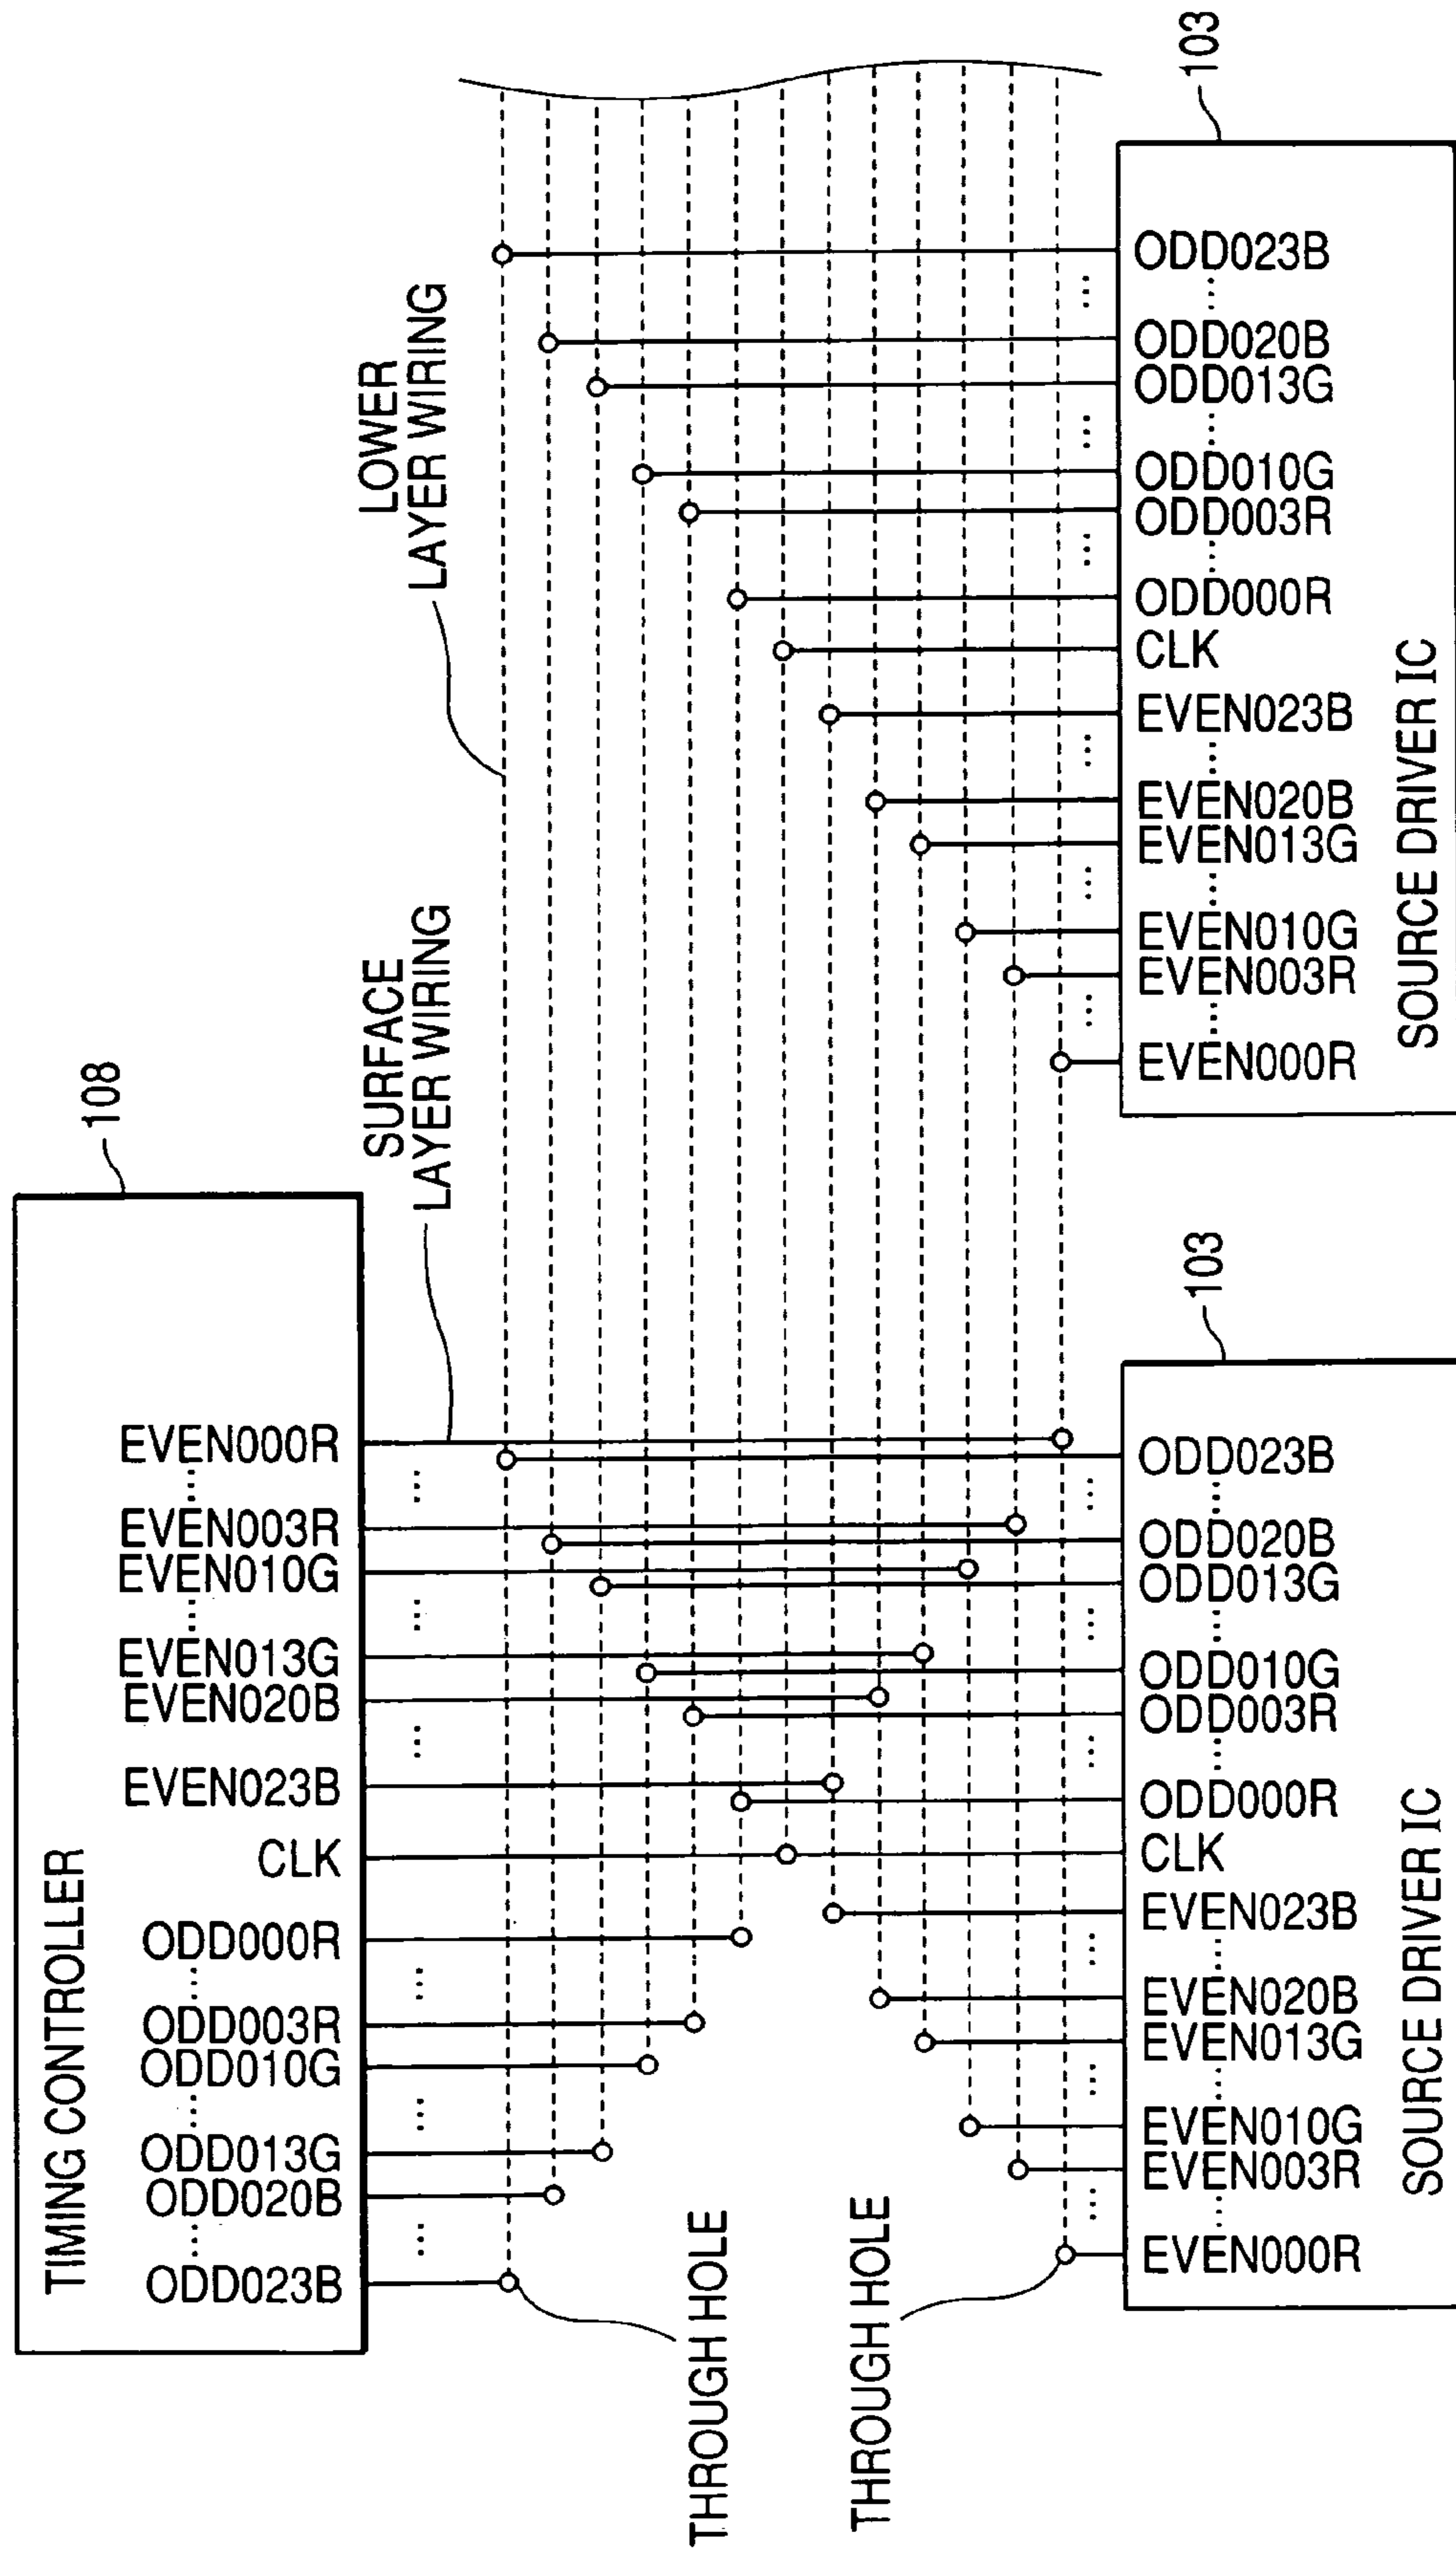 108
TIMING CONTROLLER
ODD023B
ODD020B
ODD013G
ODD010G
ODD003R
ODD000R
CLK
EVEN023B
EVEN020B
EVEN013G
EVEN010G
EVEN003R
EVEN000R
SURFACE
LAYER WIRING
LOWER
LAYER WIRING
THROUGH HOLE
THROUGH HOLE
103
EVEN000R
EVEN003R
EVEN010G
EVEN013G
EVEN020B
EVEN023B
CLK
ODD000R
ODD003R
ODD010G
ODD013G
ODD020B
ODD023B
SOURCE DRIVER IC
103
EVEN000R
EVEN003R
EVEN010G
EVEN013G
EVEN020B
EVEN023B
CLK
ODD000R
ODD003R
ODD010G
ODD013G
ODD020B
ODD023B
SOURCE DRIVER IC